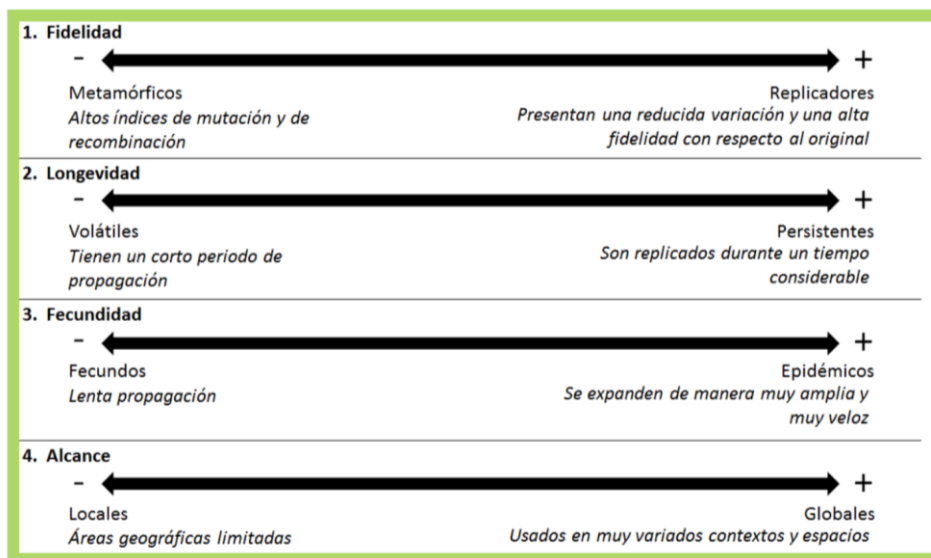 1. Fidelidad
- +
Metamórficos Replicadores
Altos índices de mutación y de Presentan una reducida variación y una alta
recombinación fidelidad con respecto al original
2. Longevidad
- +
Volátiles Persistentes
Tienen un corto periodo de Son replicados durante un tiempo
propagación considerable
3. Fecundidad
- +
Fecundos Epidémicos
Lenta propagación Se expanden de manera muy amplia y
muy veloz
4. Alcance
- +
Locales Globales
Áreas geográficas limitadas Usados en muy variados contextos y espacios